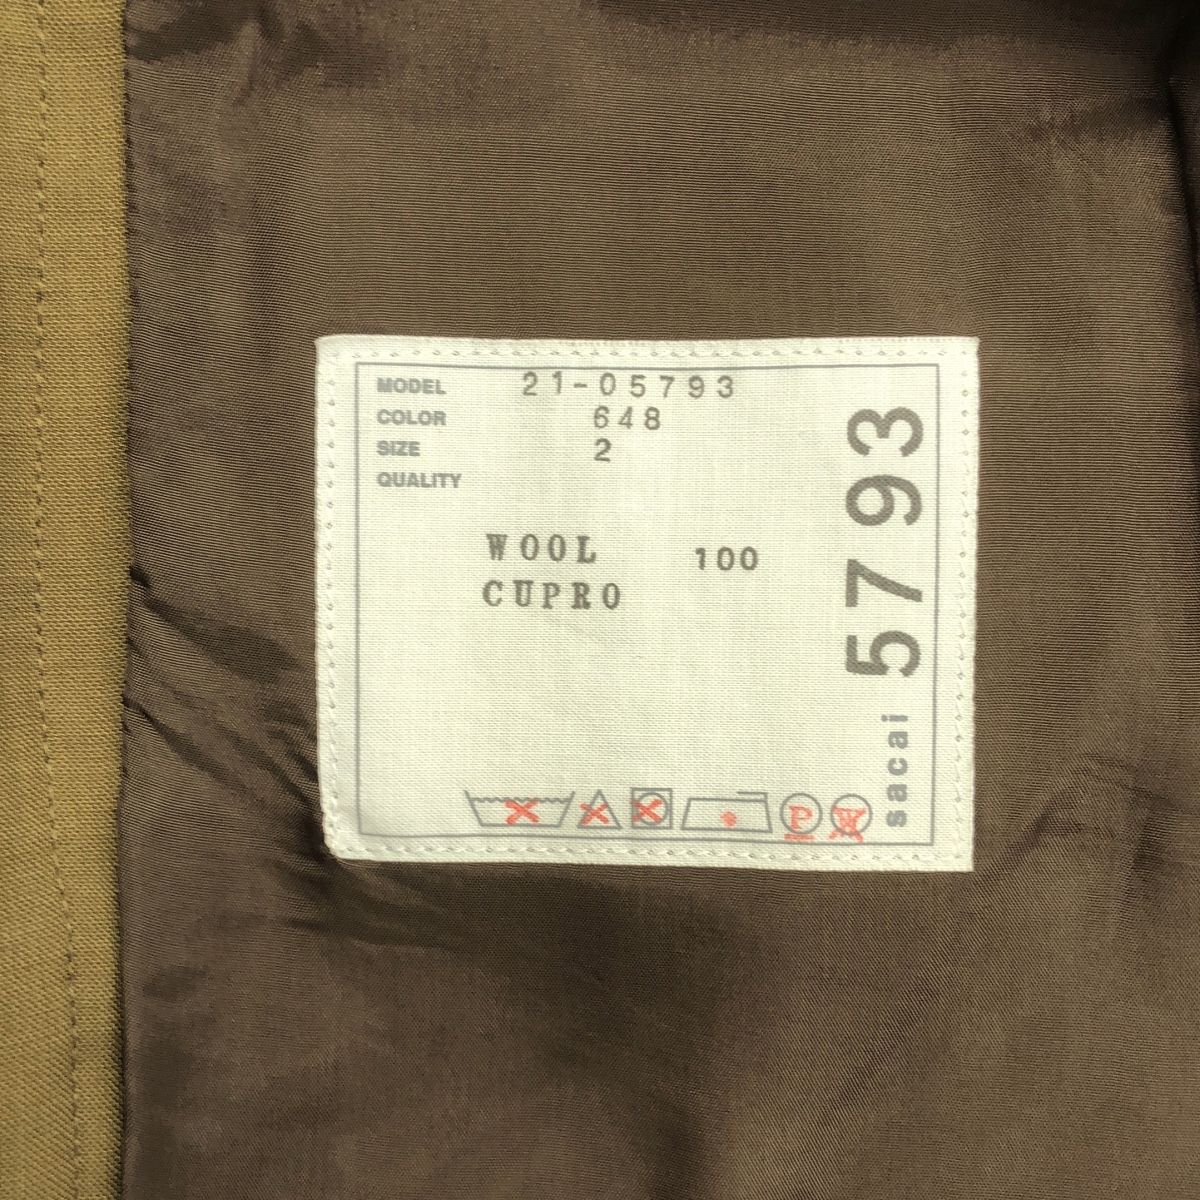 MODEL 21-05793
COLOR 648
SIZE 2
QUALITY
WOOL 100
CUPRO
sacai 5793
P
W